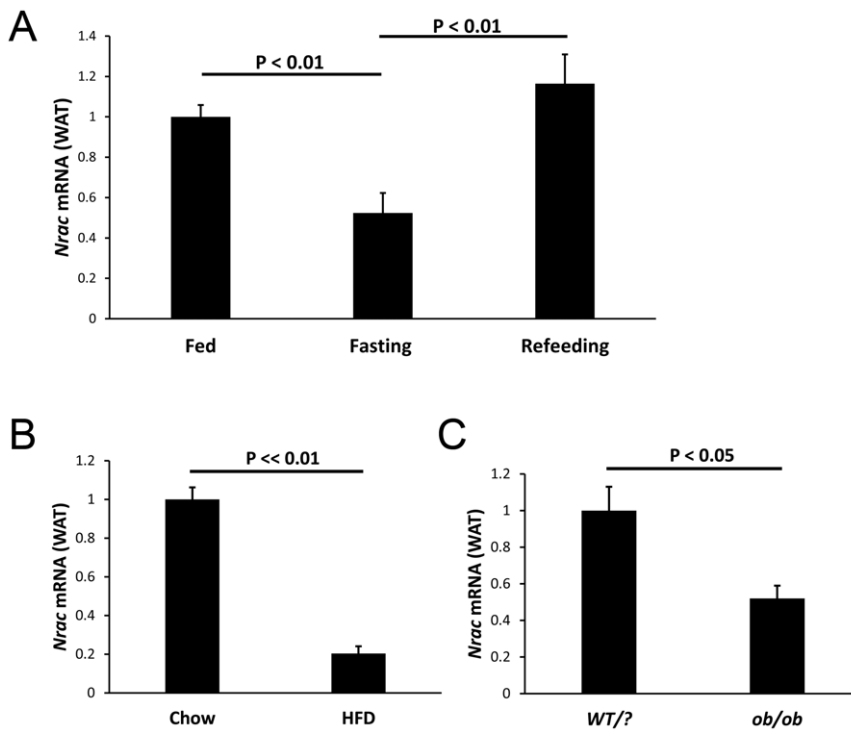 A
P < 0.01
P < 0.01
Nrac mRNA (WAT)
1.4
1.2
1
0.8
0.6
0.4
0.2
0
Fed Fasting Refeeding
B
P << 0.01
Nrac mRNA (WAT)
1.2
1
0.8
0.6
0.4
0.2
0
Chow HFD
C
P < 0.05
Nrac mRNA (WAT)
1.2
1
0.8
0.6
0.4
0.2
0
WT/? ob/ob